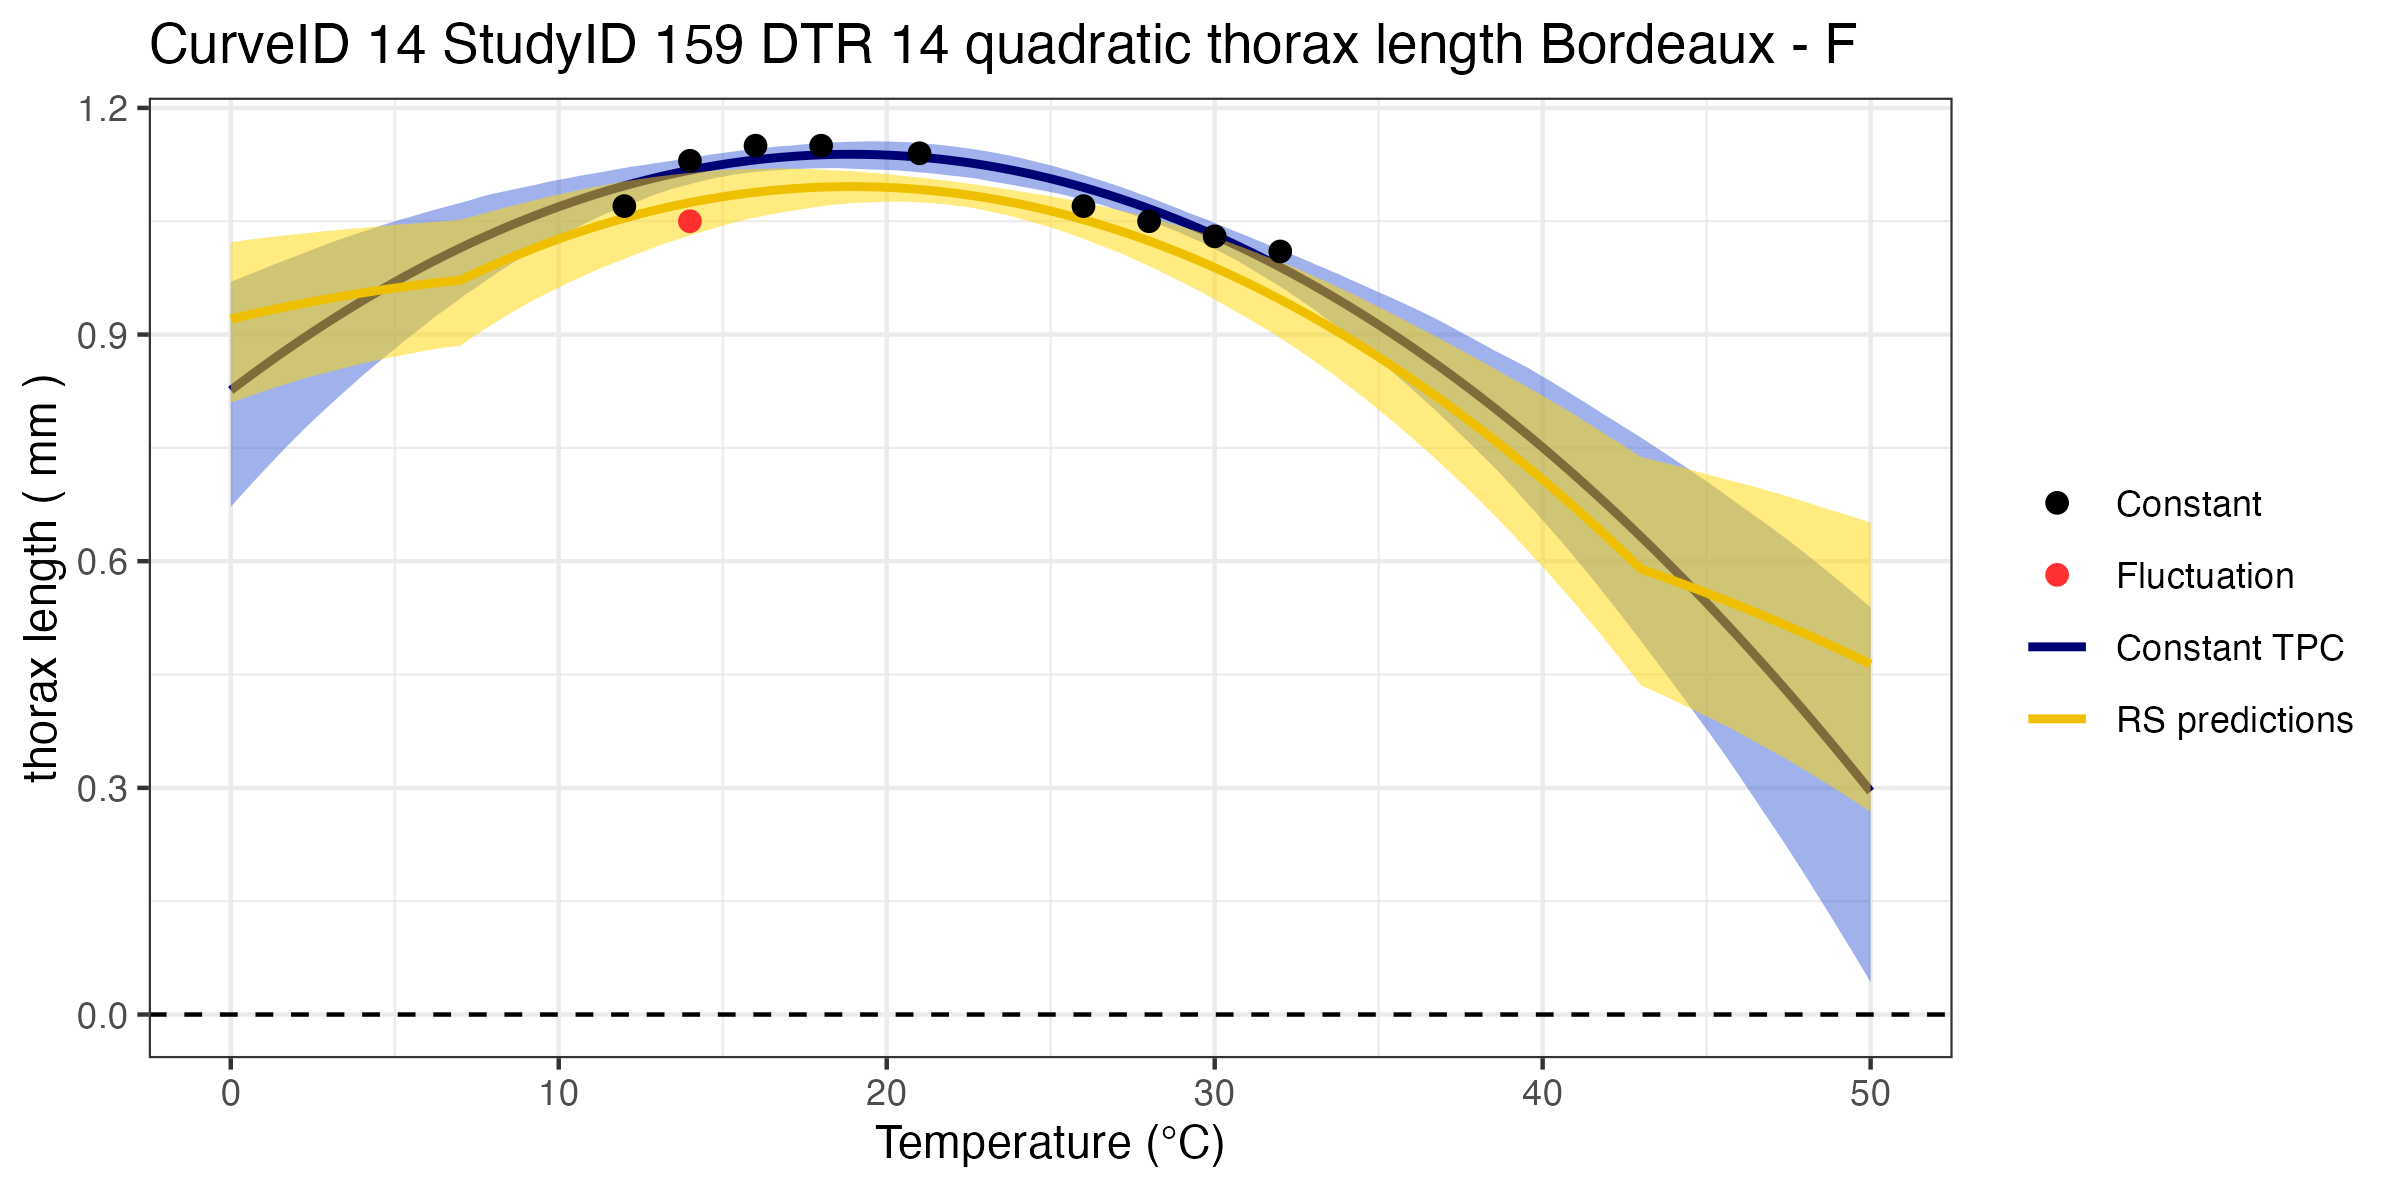 CurveID 14 StudyID 159 DTR 14 quadratic thorax length Bordeaux - F
thorax length ( mm )
1.2
0.9
0.6
0.3
0.0
0
10
20
30
40
50
Temperature (°C)
Constant
Fluctuation
Constant TPC
RS predictions